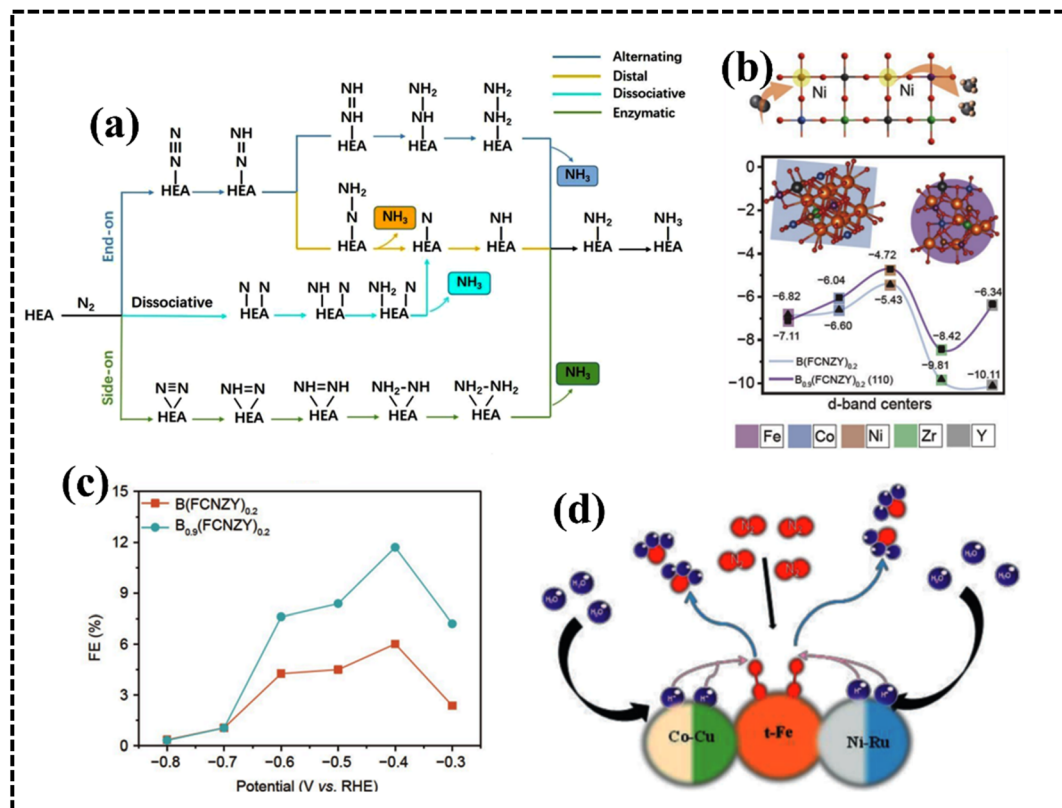 (a)
Alternating
Distal
Dissociative
Enzymatic
End-on
Side-on
HEA
N₂
N
N
HEA
NH
N
HEA
NH
NH
HEA
NH₂
NH
HEA
NH₂
NH₂
HEA
NH₃
NH₂
N
HEA
NH₃
N
HEA
NH
HEA
NH₂
HEA
NH₃
HEA
Dissociative
N N
HEA
NH N
HEA
NH₂ N
HEA
NH₃
N≡N
HEA
NH=N
HEA
NH=NH
HEA
NH₂-NH
HEA
NH₂-NH₂
HEA
NH₃
(b)
Ni
Ni
0
−2
−4
−6
−8
−10
−6.82
−7.11
−6.04
−6.60
−4.72
−5.43
−8.42
−9.81
−6.34
−10.11
B(FCNZY)₀.₂
B₀.₉(FCNZY)₀.₂ (110)
d-band centers
Fe Co Ni Zr Y
(c)
B(FCNZY)₀.₂
B₀.₉(FCNZY)₀.₂
FE (%)
15
12
9
6
3
0
−0.8 −0.7 −0.6 −0.5 −0.4 −0.3
Potential (V vs. RHE)
(d)
H₂O
H₂O
Co-Cu
t-Fe
Ni-Ru